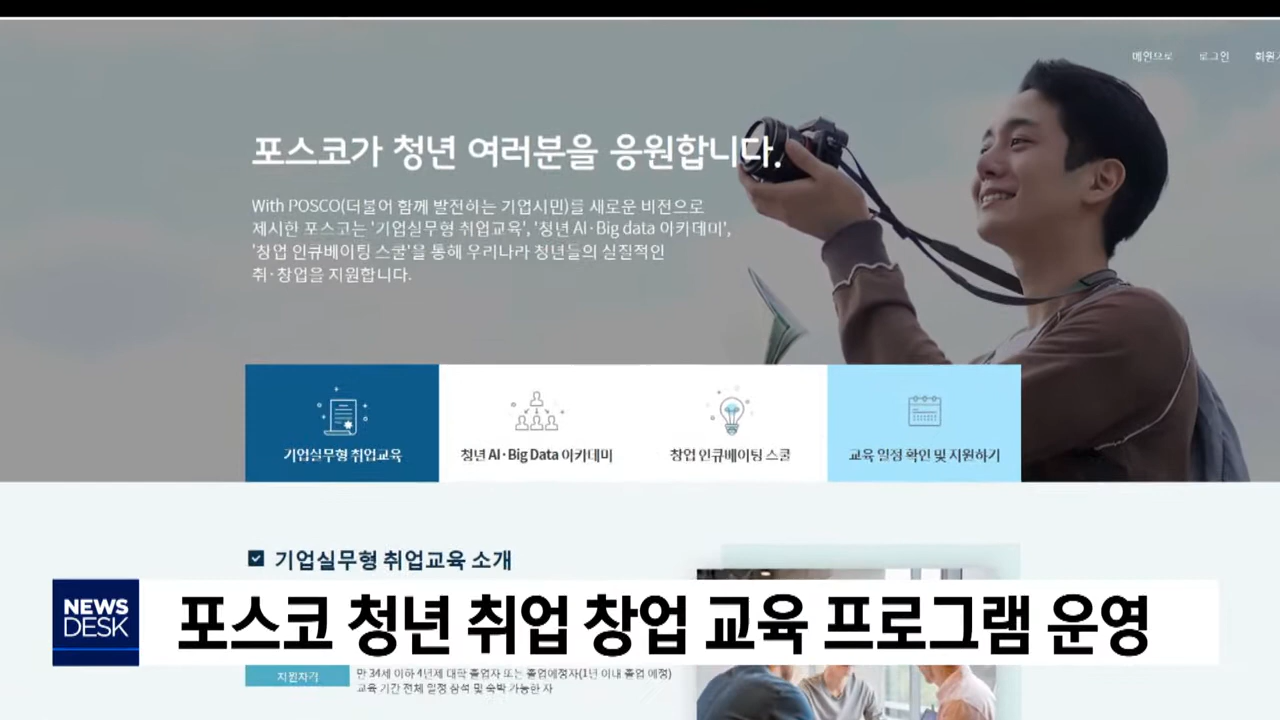 메인으로 로그인
포스코가 청년 여러분을 응원합니다.
With POSCO(더불어 함께 발전하는 기업시민)를 새로운 비전으로
제시한 포스코는 '기업실무형 취업교육', '청년 AI·Big data 아카데미',
'창업 인큐베이팅 스쿨'을 통해 우리나라 청년들의 실질적인
취·창업을 지원합니다.
기업실무형 취업교육 청년 AI·Big Data 아카데미 창업 인큐베이팅 스쿨 교육 일정 확인 및 지원하기
기업실무형 취업교육 소개
NEWS
DESK
포스코 청년 취업 창업 교육 프로그램 운영
지원자격
만 34세 이하 4년제 대학 졸업자 또는 졸업예정자(1년 이내 졸업 예정)
교육 기간 전체 일정 참석 및 숙박 가능한 자